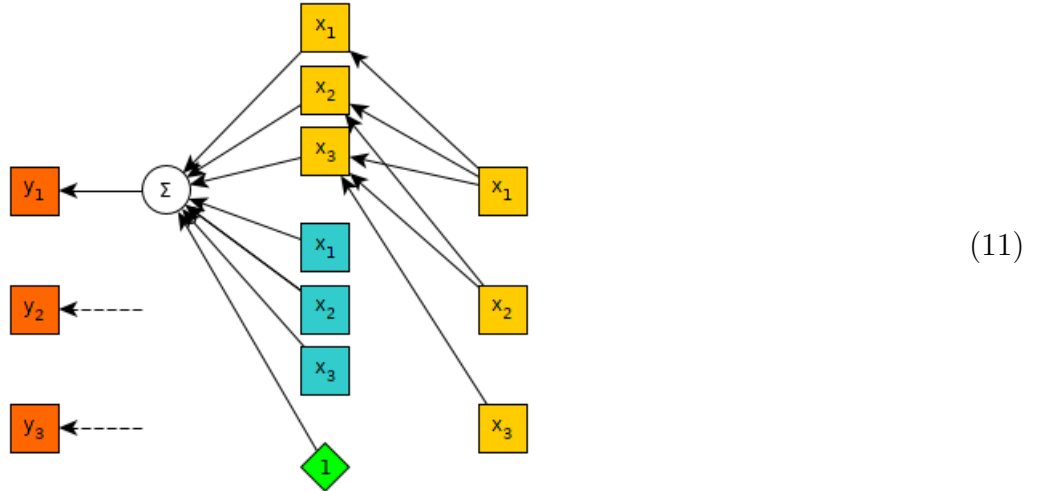 x₁
x₂
x₃
y₁ Σ x₁
x₁ (11)
y₂ x₂ x₂
x₃
y₃ x₃
1